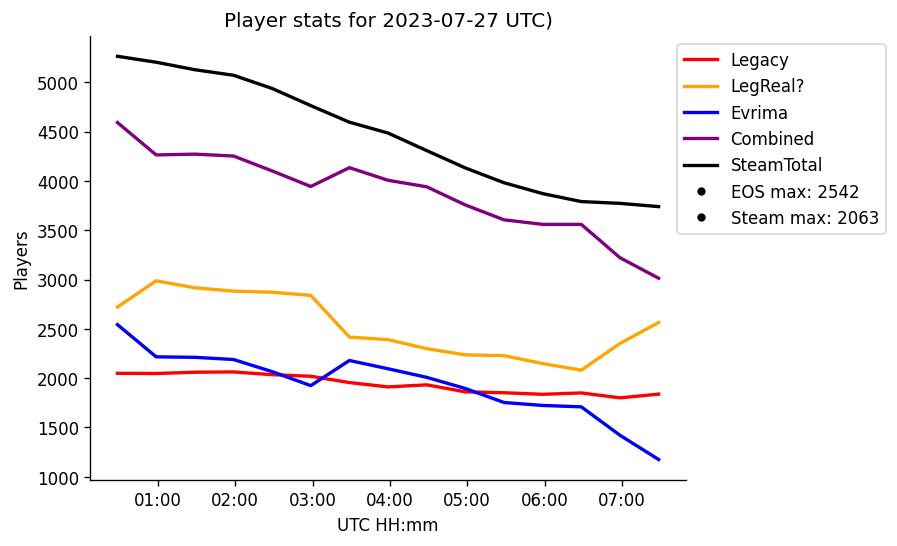 Player stats for 2023-07-27 UTC)
Legacy
LegReal?
Evrima
Combined
SteamTotal
EOS max: 2542
Steam max: 2063
Players
5000
4500
4000
3500
3000
2500
2000
1500
1000
01:00 02:00 03:00 04:00 05:00 06:00 07:00
UTC HH:mm